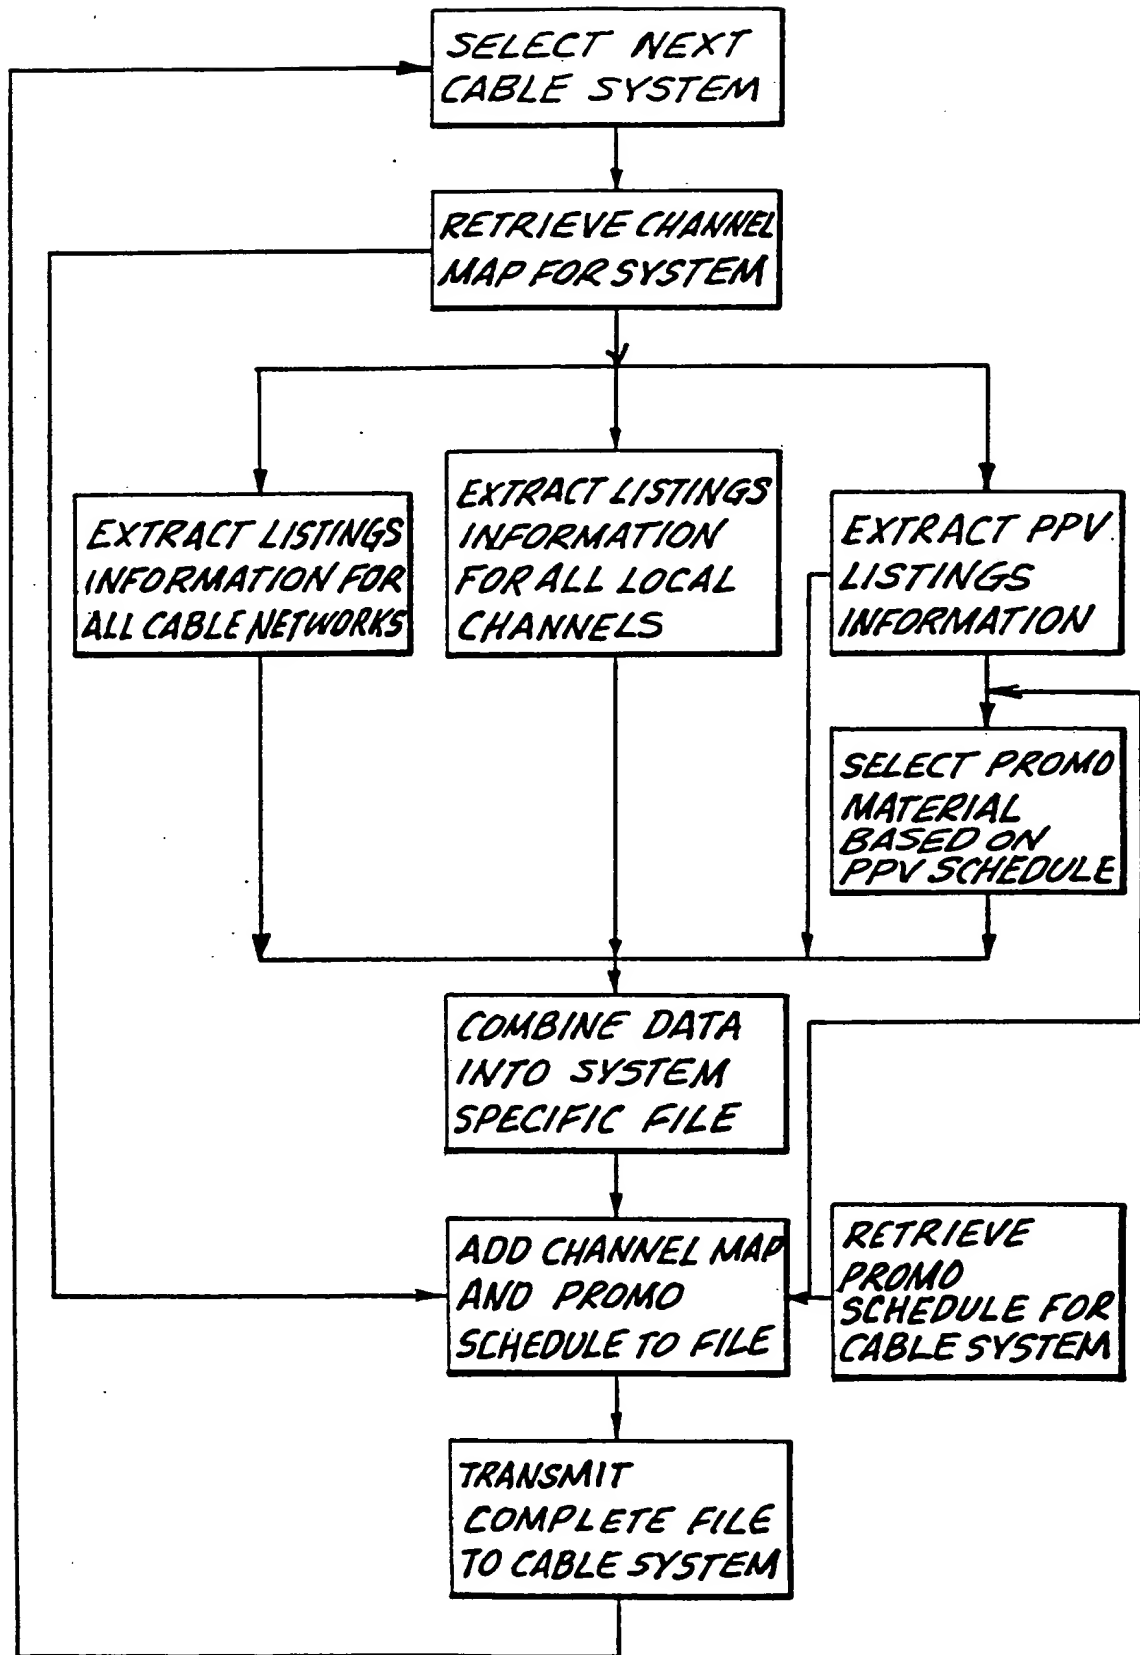 SELECT NEXT
CABLE SYSTEM
RETRIEVE CHANNEL
MAP FOR SYSTEM
EXTRACT LISTINGS
INFORMATION FOR
ALL CABLE NETWORKS
EXTRACT LISTINGS
INFORMATION
FOR ALL LOCAL
CHANNELS
EXTRACT PPV
LISTINGS
INFORMATION
SELECT PROMO
MATERIAL
BASED ON
PPV SCHEDULE
COMBINE DATA
INTO SYSTEM
SPECIFIC FILE
ADD CHANNEL MAP
AND PROMO
SCHEDULE TO FILE
RETRIEVE
PROMO
SCHEDULE FOR
CABLE SYSTEM
TRANSMIT
COMPLETE FILE
TO CABLE SYSTEM